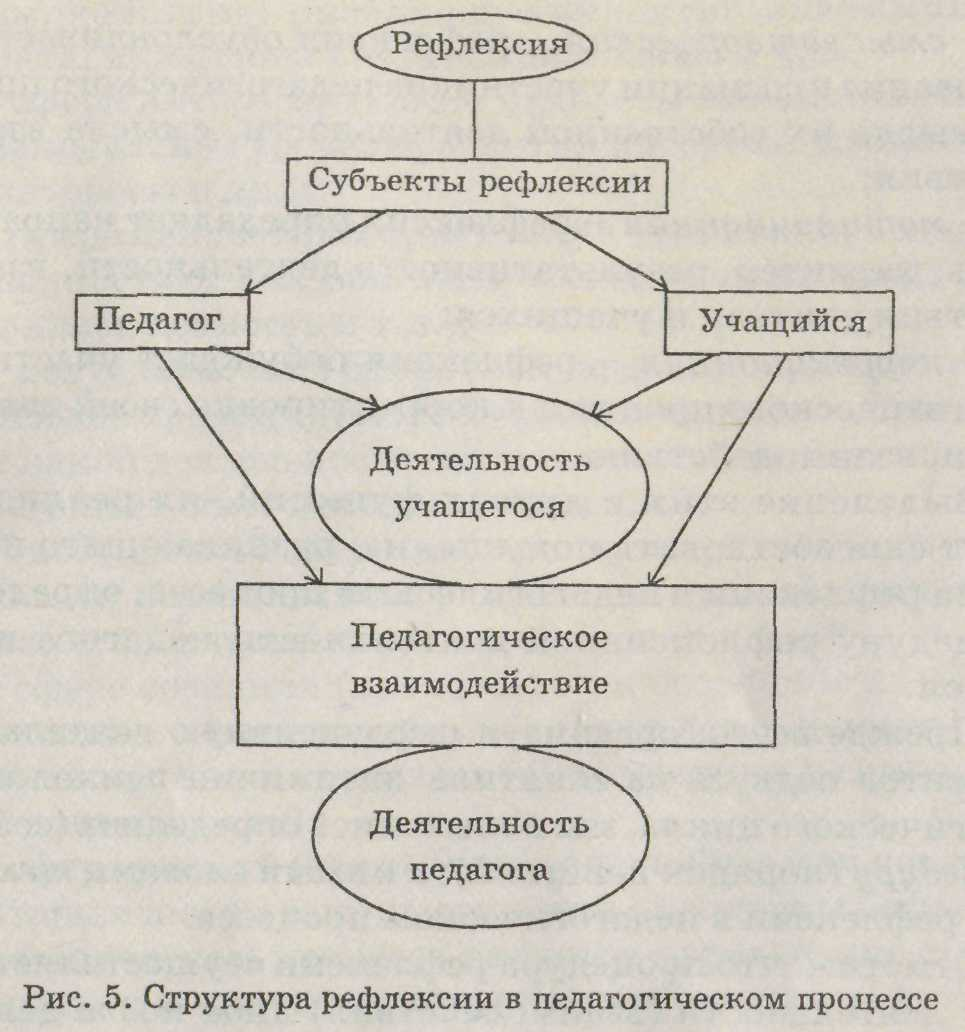 Рефлексия
Субъекты рефлексии
Педагог
Учащийся
Деятельность
учащегося
Педагогическое
взаимодействие
Деятельность
педагога
Рис. 5. Структура рефлексии в педагогическом процессе